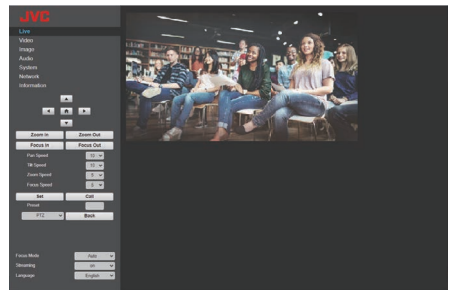 JVC
Live
Video
Image
Audio
System
Network
Information
Zoom In Zoom Out
Focus In Focus Out
Pan Speed
Tilt Speed
Zoom Speed
Focus Speed
Set Call
Preset
PTZ Back
Focus Mode Auto
Streaming on
Language English